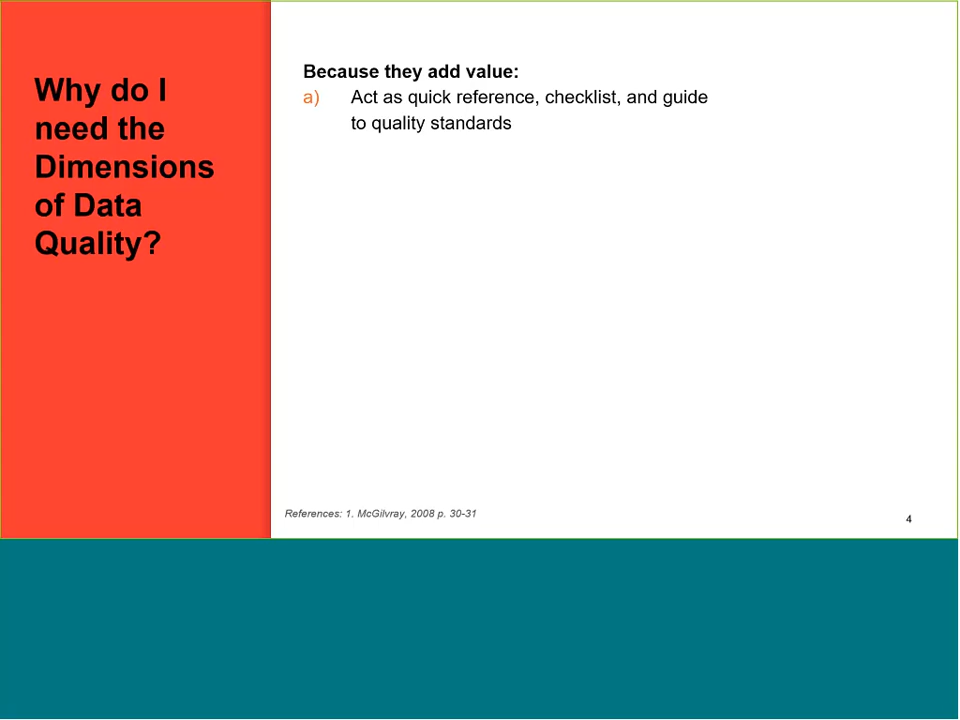 Why do I
need the
Dimensions
of Data
Quality?
Because they add value:
a) Act as quick reference, checklist, and guide
to quality standards
References: 1. McGilvray, 2008 p. 30-31
4